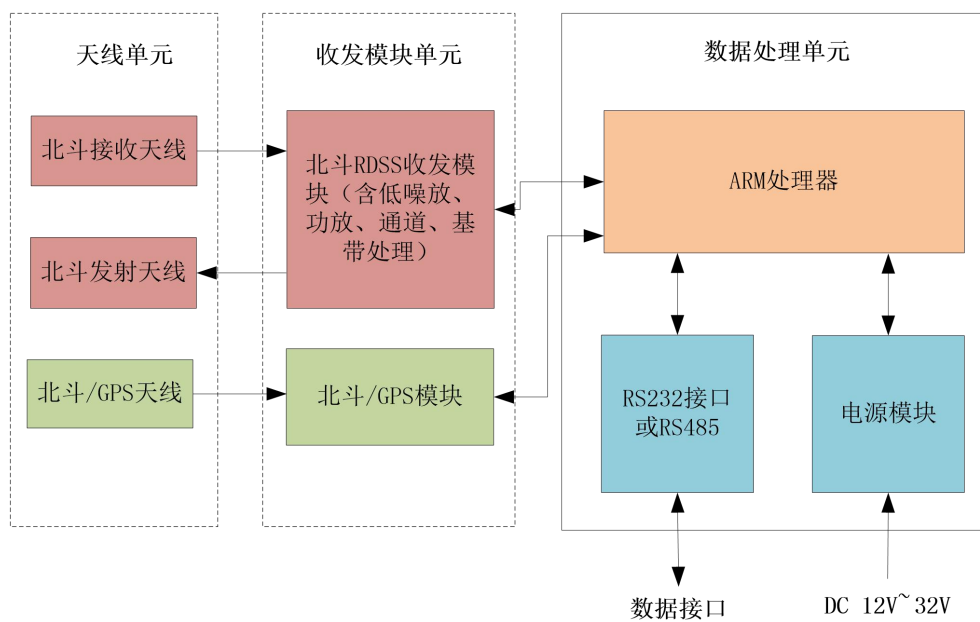 天线单元
北斗接收天线
北斗发射天线
北斗/GPS天线
收发模块单元
北斗RDSS收发模
块（含低噪放、
功放、通道、基
带处理）
北斗/GPS模块
数据处理单元
ARM处理器
RS232接口
或RS485
电源模块
数据接口
DC 12V~32V